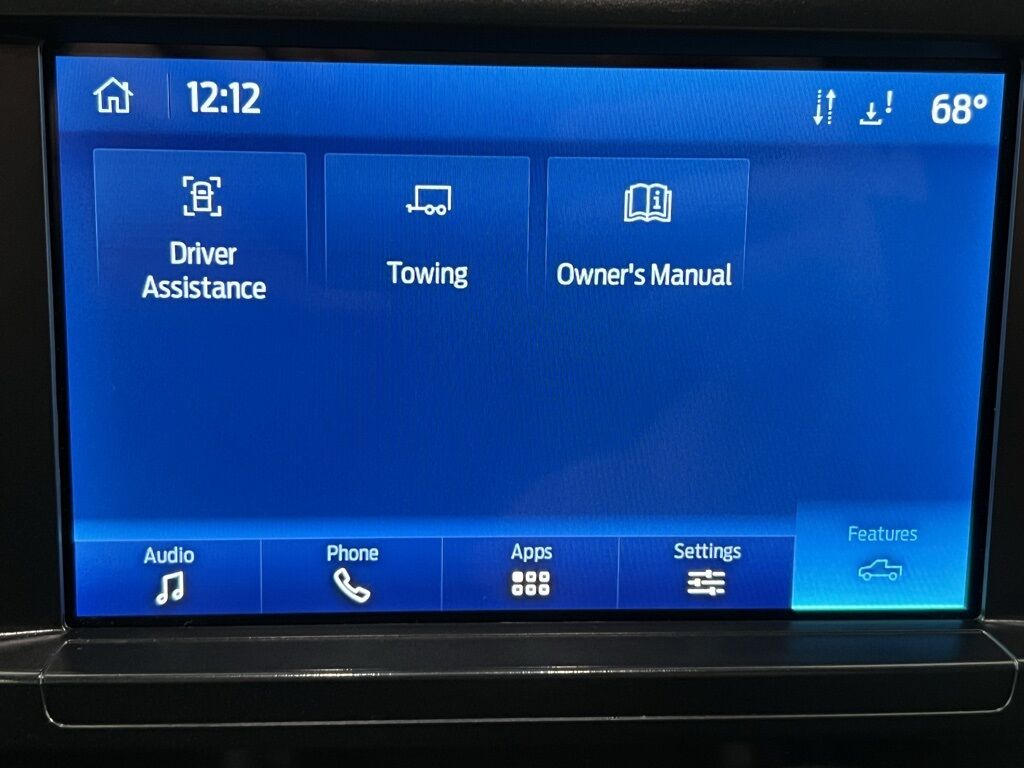 12:12
68°
Driver
Assistance
Towing
Owner's Manual
Audio
Phone
Apps
Settings
Features